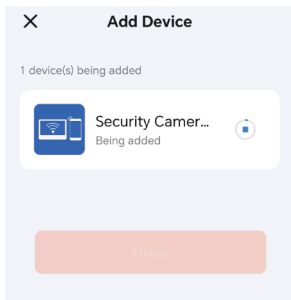 Add Device
1 device(s) being added
Security Camer...
Being added
Done